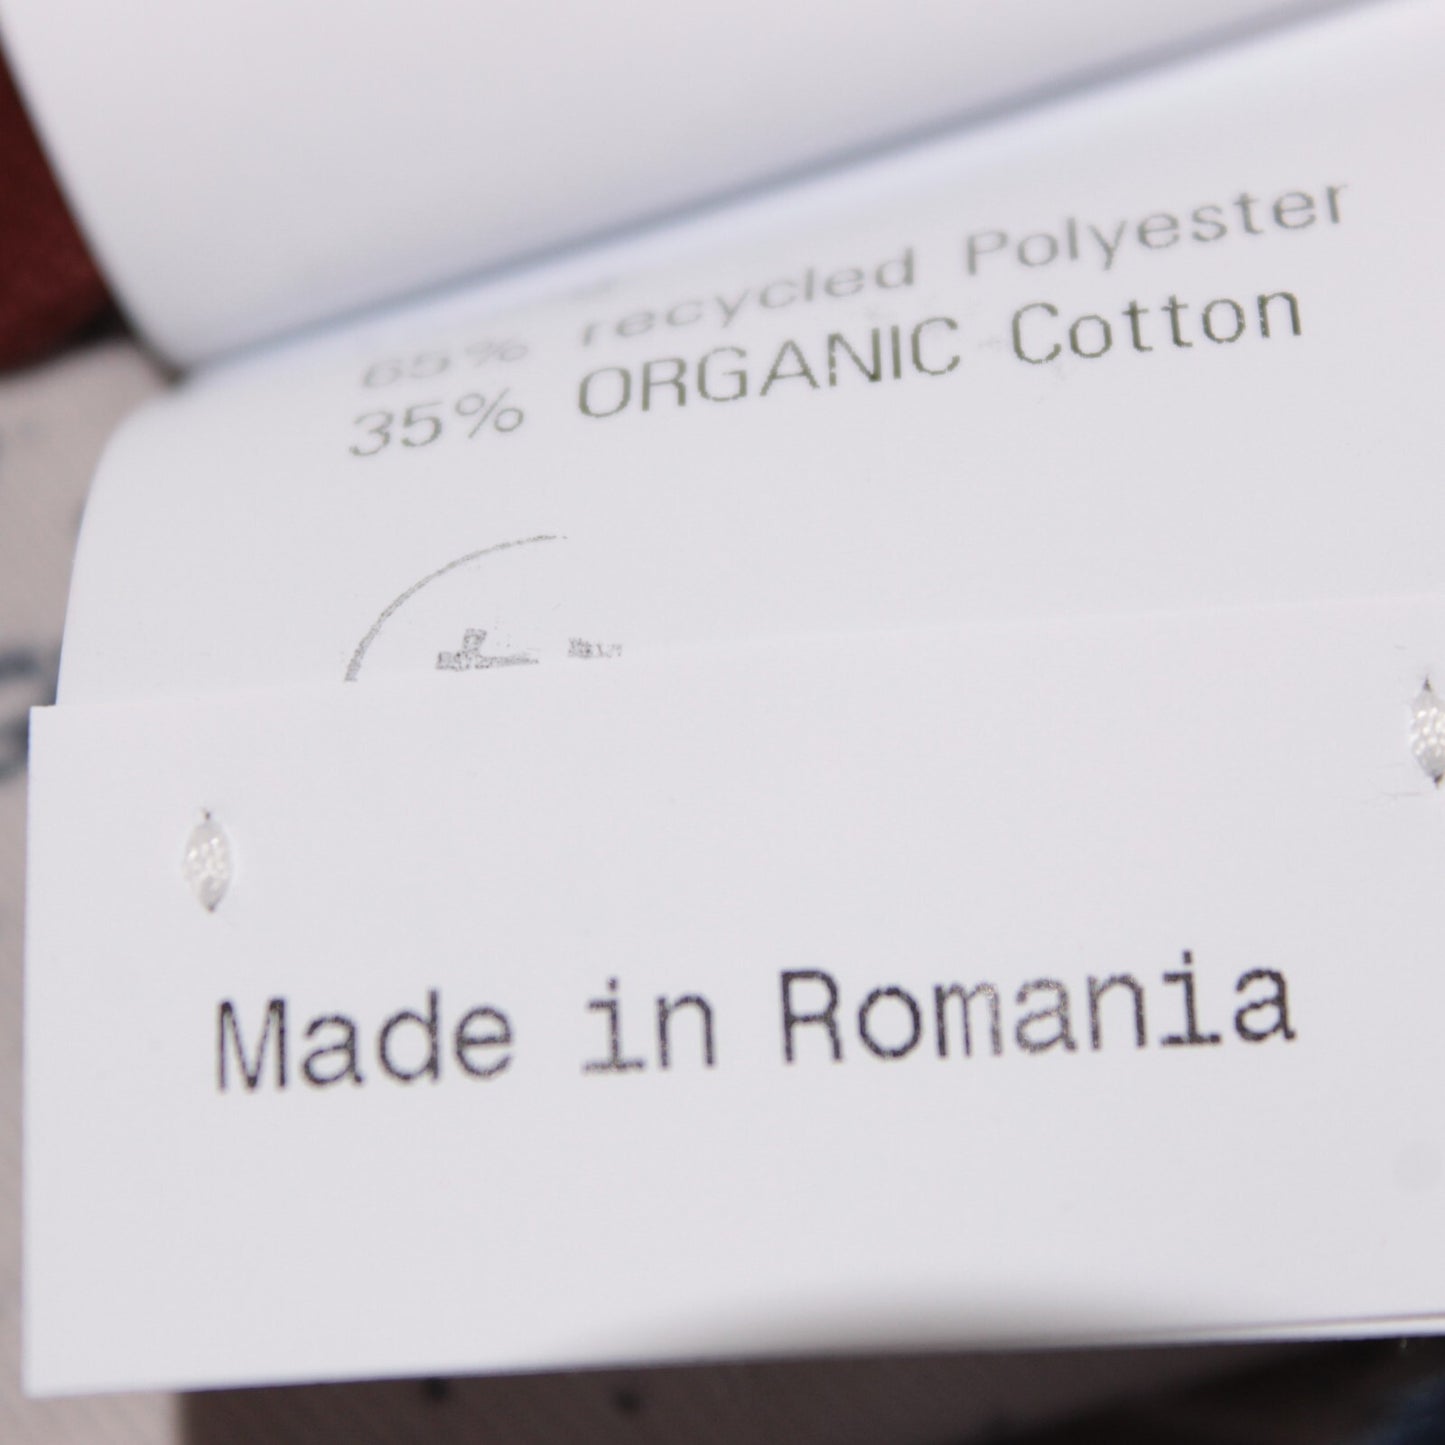 65% recycled Polyester
35% ORGANIC Cotton
Made in Romania